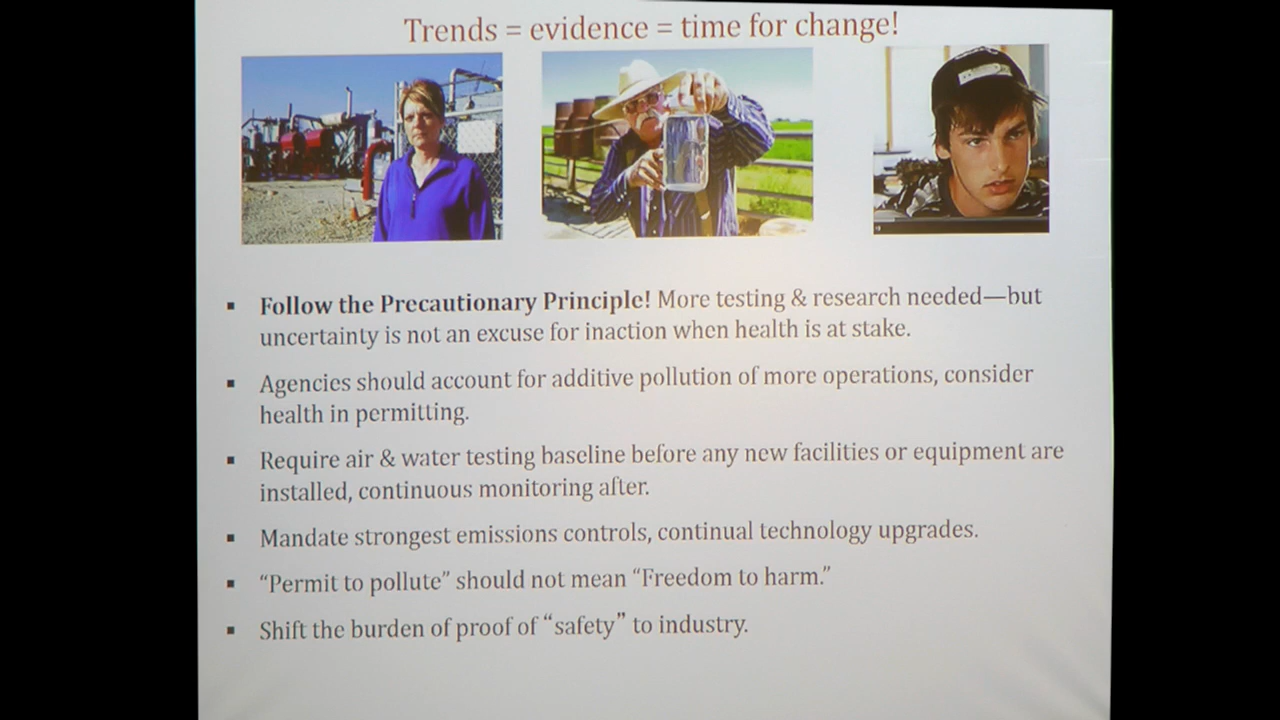 Trends = evidence = time for change!
▪ Follow the Precautionary Principle! More testing & research needed—but
uncertainty is not an excuse for inaction when health is at stake.
▪ Agencies should account for additive pollution of more operations, consider
health in permitting.
▪ Require air & water testing baseline before any new facilities or equipment are
installed, continuous monitoring after.
▪ Mandate strongest emissions controls, continual technology upgrades.
▪ “Permit to pollute” should not mean “Freedom to harm.”
▪ Shift the burden of proof of “safety” to industry.